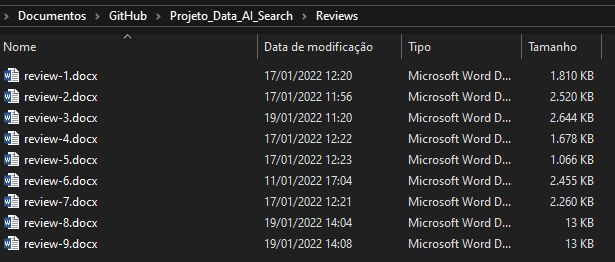 Documentos > GitHub > Projeto_Data_AI_Search > Reviews
Nome Data de modificação Tipo Tamanho
review-1.docx 17/01/2022 12:20 Microsoft Word D... 1.810 KB
review-2.docx 17/01/2022 11:56 Microsoft Word D... 2.520 KB
review-3.docx 19/01/2022 11:20 Microsoft Word D... 2.644 KB
review-4.docx 17/01/2022 12:22 Microsoft Word D... 1.678 KB
review-5.docx 17/01/2022 12:23 Microsoft Word D... 1.066 KB
review-6.docx 11/01/2022 17:04 Microsoft Word D... 2.455 KB
review-7.docx 17/01/2022 12:21 Microsoft Word D... 2.260 KB
review-8.docx 19/01/2022 14:04 Microsoft Word D... 13 KB
review-9.docx 19/01/2022 14:08 Microsoft Word D... 13 KB